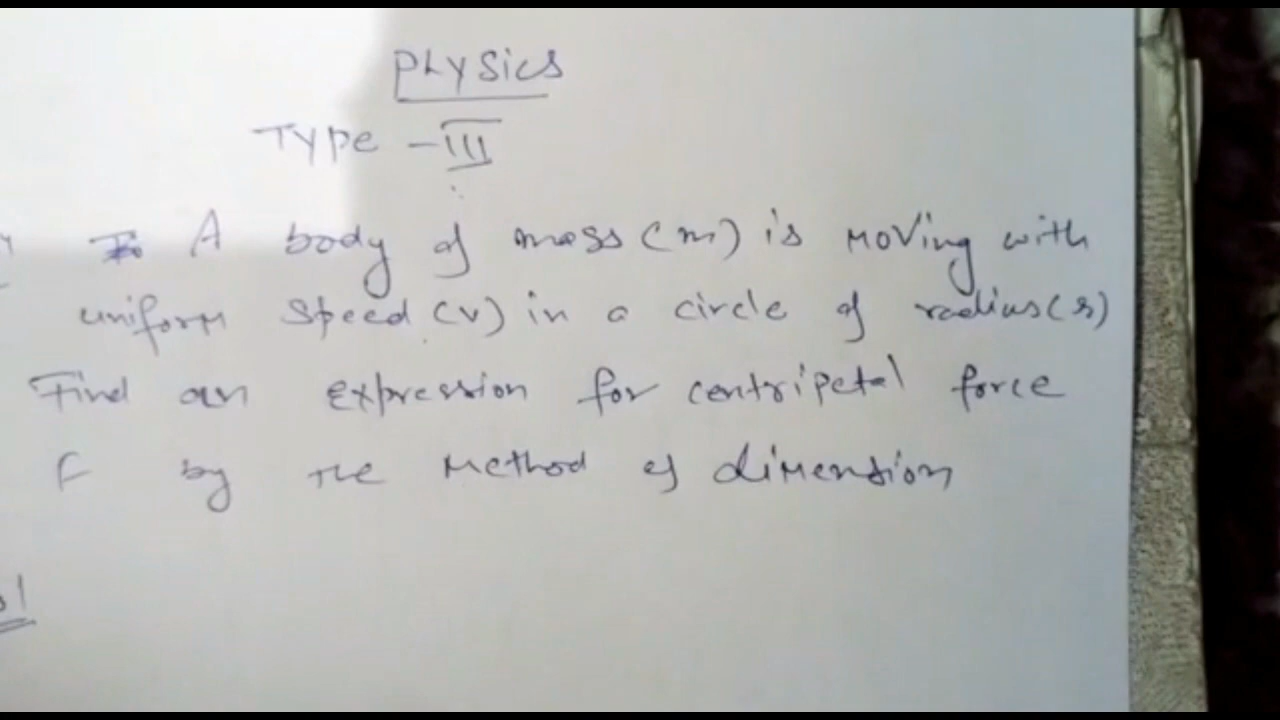 Physics
Type - III
A body of mass (m) is moving with
uniform speed (v) in a circle of radius (r)
Find an expression for centripetal force
F by the method of dimension
sol